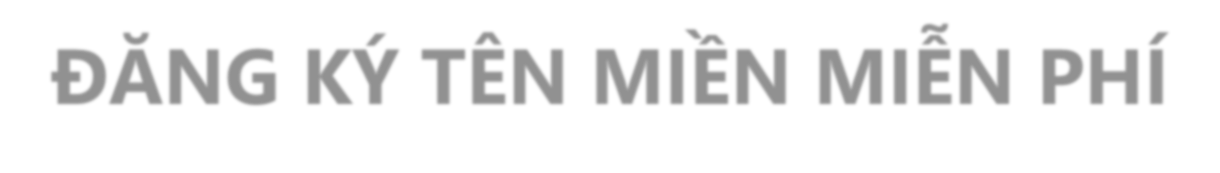 ĐĂNG KÝ TÊN MIỀN MIỄN PHÍ